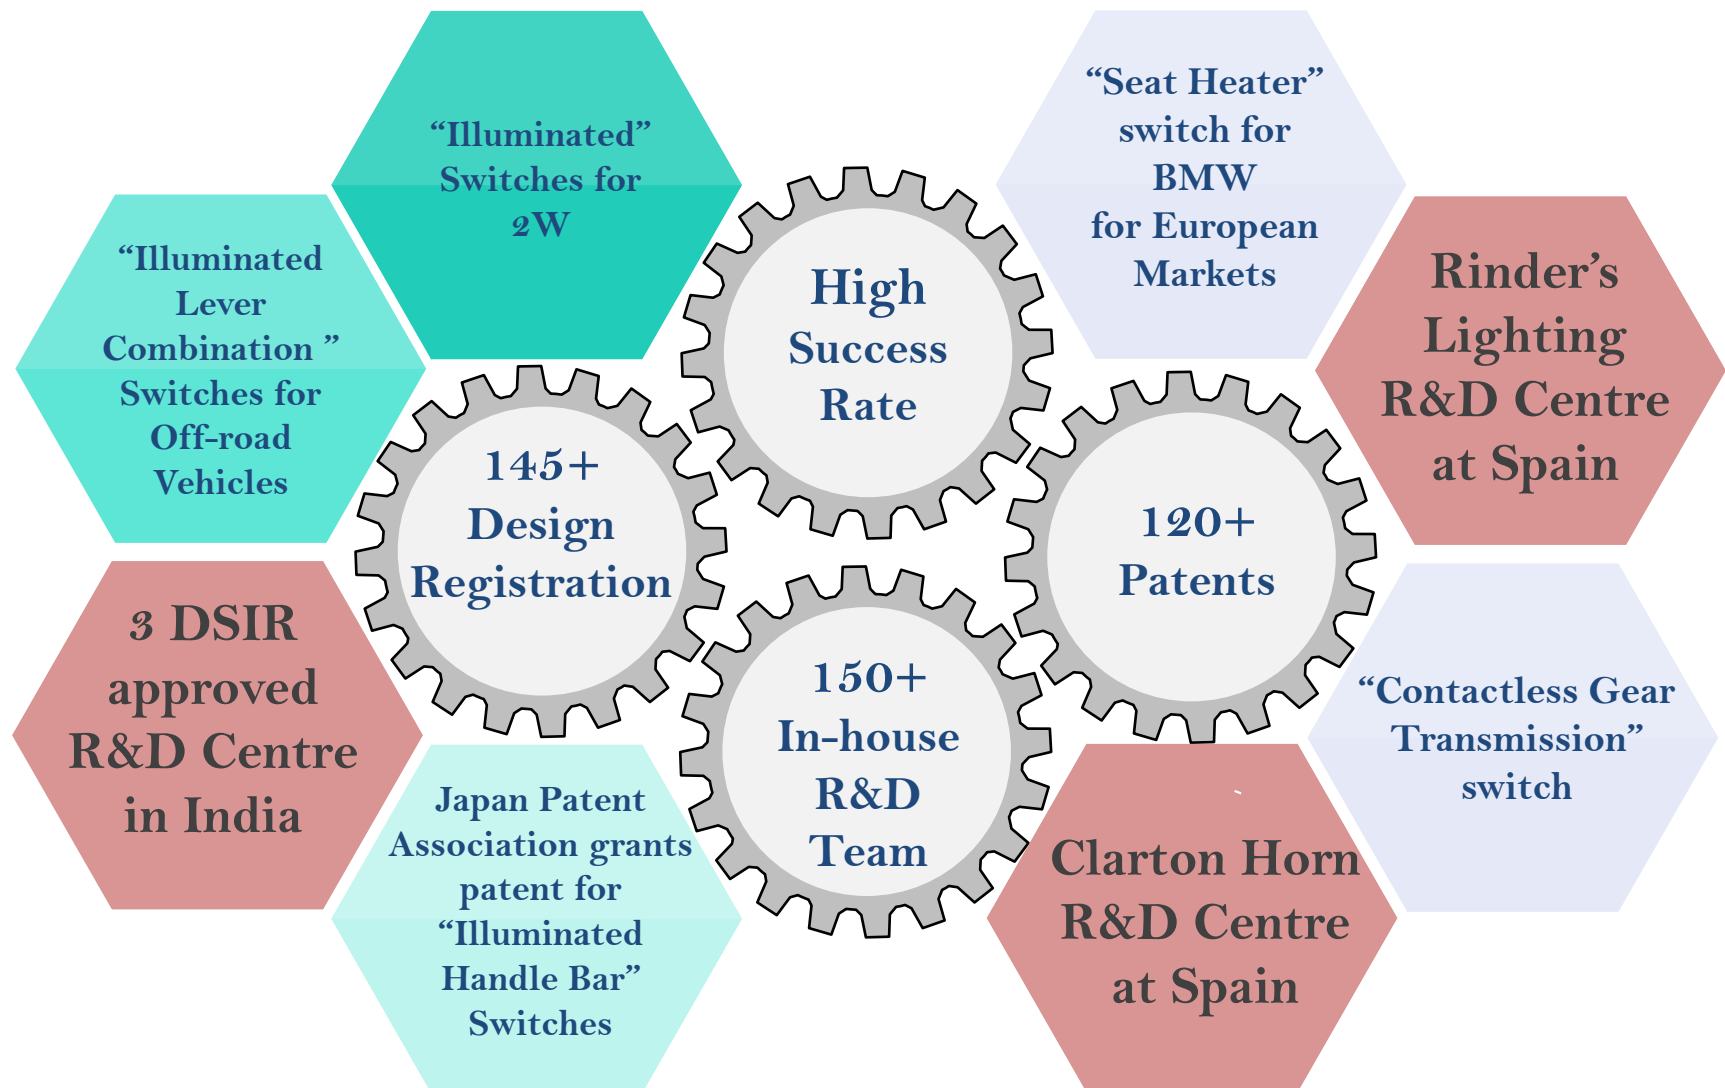 “Illuminated”
Switches for
2W
“Seat Heater”
switch for
BMW
for European
Markets
“Illuminated
Lever
Combination ”
Switches for
Off-road
Vehicles
High
Success
Rate
Rinder’s
Lighting
R&D Centre
at Spain
145+
Design
Registration
120+
Patents
3 DSIR
approved
R&D Centre
in India
150+
In-house
R&D
Team
“Contactless Gear
Transmission”
switch
Japan Patent
Association grants
patent for
“Illuminated
Handle Bar”
Switches
Clarton Horn
R&D Centre
at Spain